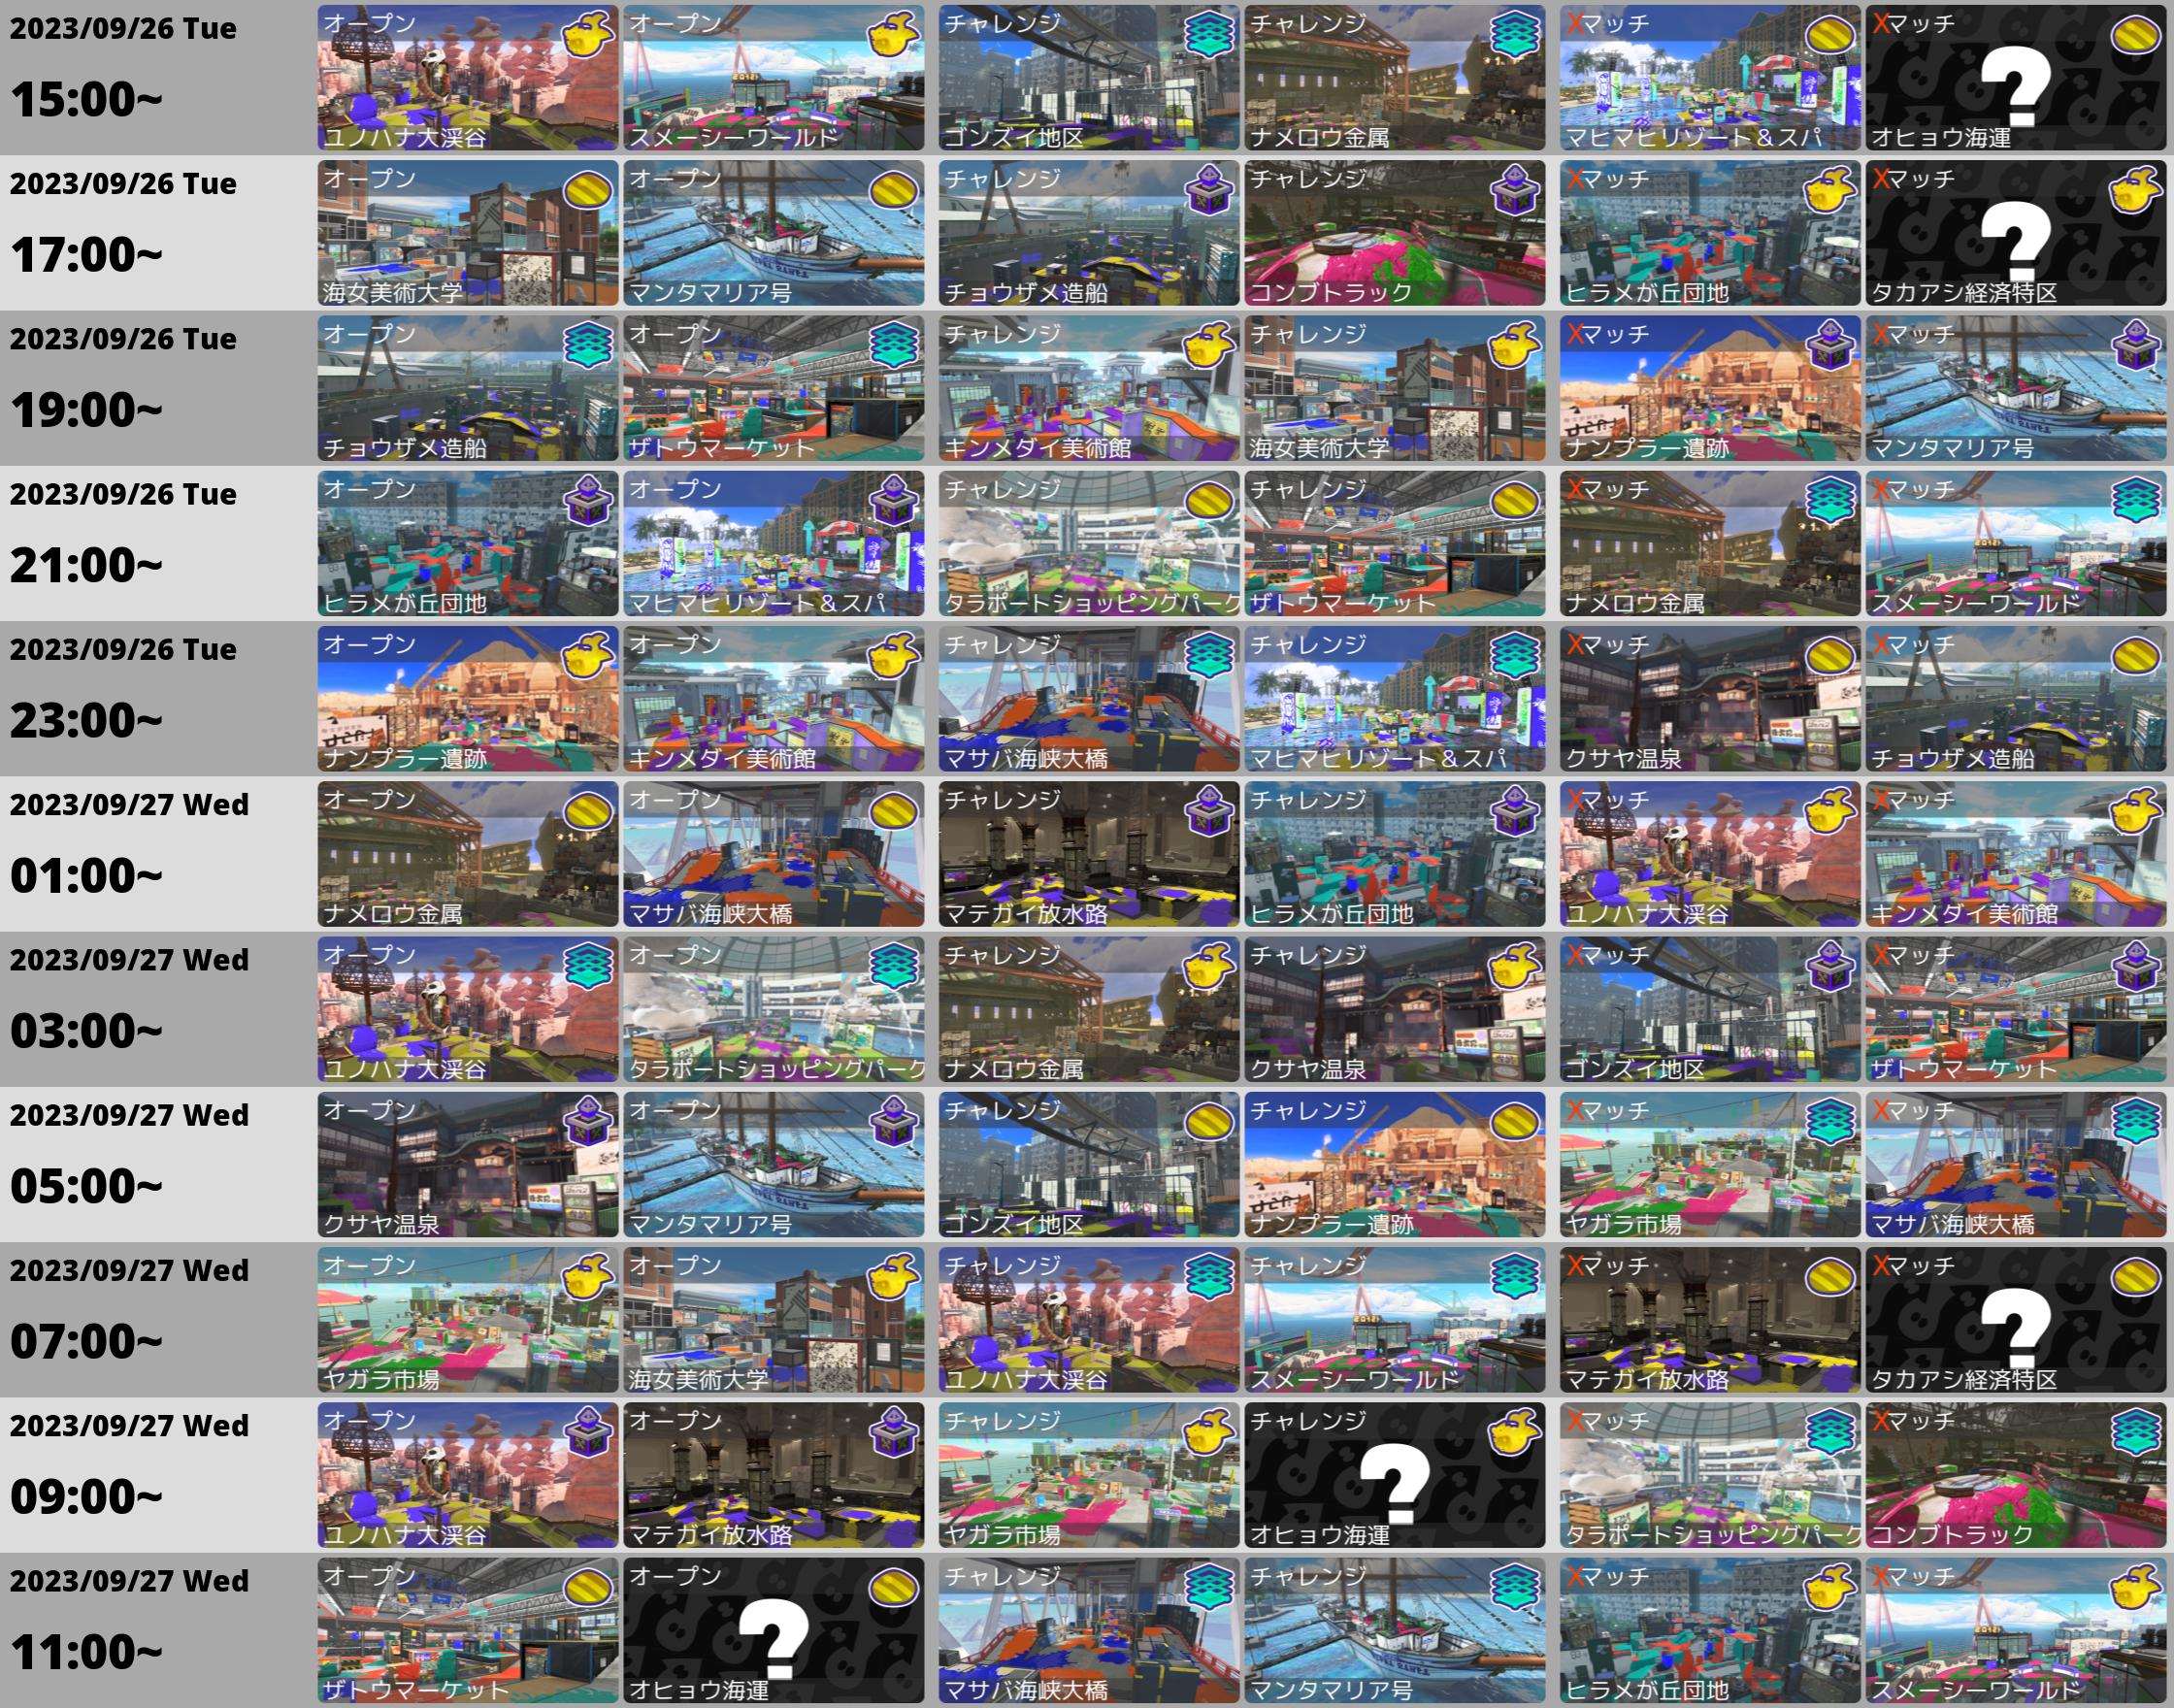 2023/09/26 Tue
15:00~
オープン オープン チャレンジ チャレンジ Xマッチ Xマッチ
ユノハナ大渓谷 スメーシーワールド ゴンズイ地区 ナメロウ金属 マヒマヒリゾート&スパ オヒョウ海運
2023/09/26 Tue
17:00~
オープン オープン チャレンジ チャレンジ Xマッチ Xマッチ
海女美術大学 マンタマリア号 チョウザメ造船 コンブトラック ヒラメが丘団地 タカアシ経済特区
2023/09/26 Tue
19:00~
オープン オープン チャレンジ チャレンジ Xマッチ Xマッチ
チョウザメ造船 ザトウマーケット キンメダイ美術館 海女美術大学 ナンプラー遺跡 マンタマリア号
2023/09/26 Tue
21:00~
オープン オープン チャレンジ チャレンジ Xマッチ Xマッチ
ヒラメが丘団地 マヒマヒリゾート&スパ タラポートショッピングパーク ザトウマーケット ナメロウ金属 スメーシーワールド
2023/09/26 Tue
23:00~
オープン オープン チャレンジ チャレンジ Xマッチ Xマッチ
ナンプラー遺跡 キンメダイ美術館 マサバ海峡大橋 マヒマヒリゾート&スパ クサヤ温泉 チョウザメ造船
2023/09/27 Wed
01:00~
オープン オープン チャレンジ チャレンジ Xマッチ Xマッチ
ナメロウ金属 マサバ海峡大橋 マテガイ放水路 ヒラメが丘団地 ユノハナ大渓谷 キンメダイ美術館
2023/09/27 Wed
03:00~
オープン オープン チャレンジ チャレンジ Xマッチ Xマッチ
ユノハナ大渓谷 タラポートショッピングパーク ナメロウ金属 クサヤ温泉 ゴンズイ地区 ザトウマーケット
2023/09/27 Wed
05:00~
オープン オープン チャレンジ チャレンジ Xマッチ Xマッチ
クサヤ温泉 マンタマリア号 ゴンズイ地区 ナンプラー遺跡 ヤガラ市場 マサバ海峡大橋
2023/09/27 Wed
07:00~
オープン オープン チャレンジ チャレンジ Xマッチ Xマッチ
ヤガラ市場 海女美術大学 ユノハナ大渓谷 スメーシーワールド マテガイ放水路 タカアシ経済特区
2023/09/27 Wed
09:00~
オープン オープン チャレンジ チャレンジ Xマッチ Xマッチ
ユノハナ大渓谷 マテガイ放水路 ヤガラ市場 オヒョウ海運 タラポートショッピングパーク コンブトラック
2023/09/27 Wed
11:00~
オープン オープン チャレンジ チャレンジ Xマッチ Xマッチ
ザトウマーケット オヒョウ海運 マサバ海峡大橋 マンタマリア号 ヒラメが丘団地 スメーシーワールド